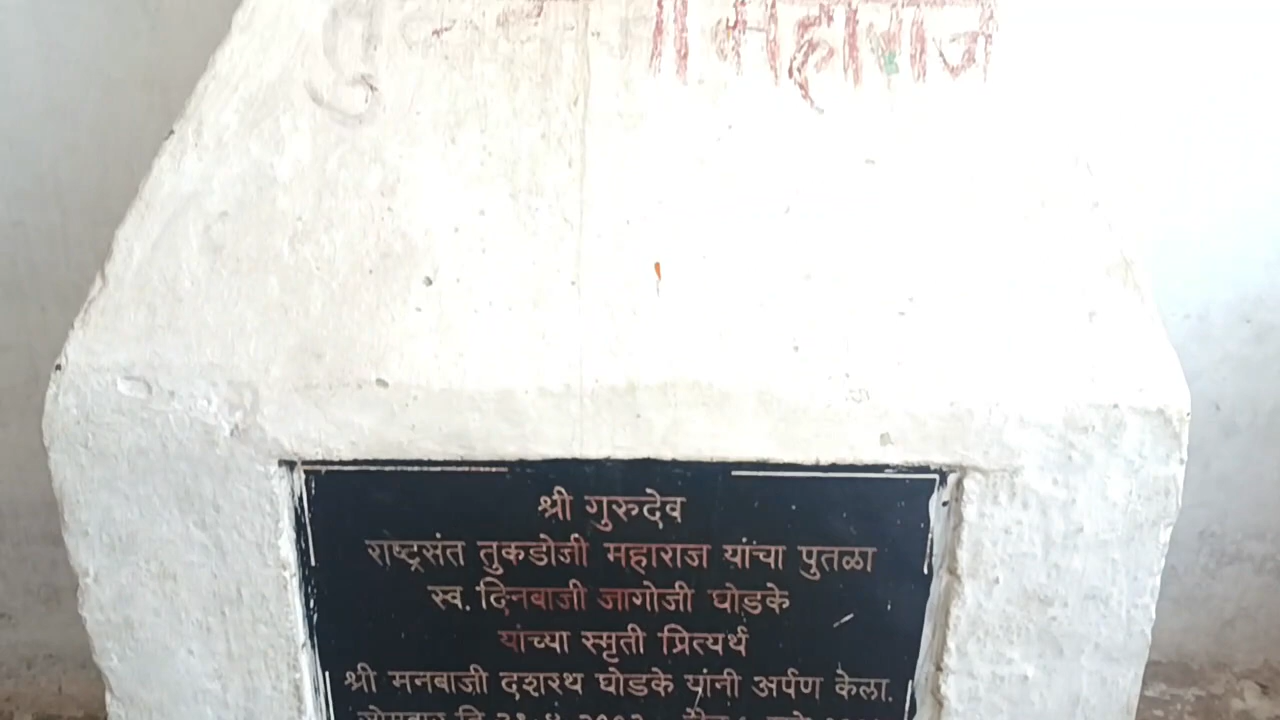 महाराज
श्री गुरुदेव
राष्ट्रसंत तुकडोजी महाराज यांचा पुतळा
स्व. दिनबाजी जागोजी घोडके
यांच्या स्मृती प्रित्यर्थ
श्री मनबाजी दशरथ घोडके यांनी अर्पण केला.